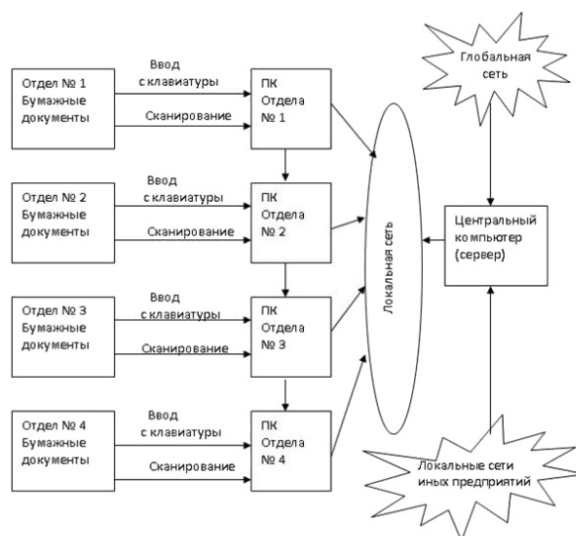 Отдел № 1
Бумажные
документы
Ввод
с клавиатуры
Сканирование
ПК
Отдела
№ 1
Глобальная
сеть
Отдел № 2
Бумажные
документы
Ввод
с клавиатуры
Сканирование
ПК
Отдела
№ 2
Локальная сеть
Центральный
компьютер
(сервер)
Отдел № 3
Бумажные
документы
Ввод
с клавиатуры
Сканирование
ПК
Отдела
№ 3
Отдел № 4
Бумажные
документы
Ввод
с клавиатуры
Сканирование
ПК
Отдела
№ 4
Локальные сети
иных предприятий